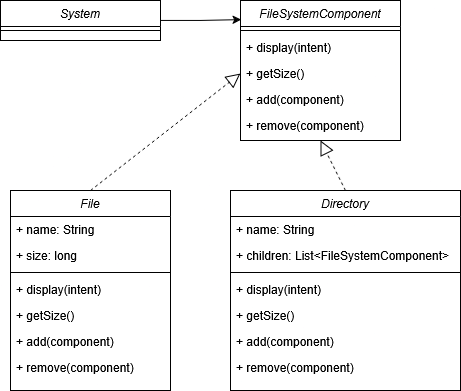 System
FileSystemComponent
+ display(intent)
+ getSize()
+ add(component)
+ remove(component)
File
+ name: String
+ size: long
+ display(intent)
+ getSize()
+ add(component)
+ remove(component)
Directory
+ name: String
+ children: List<FileSystemComponent>
+ display(intent)
+ getSize()
+ add(component)
+ remove(component)